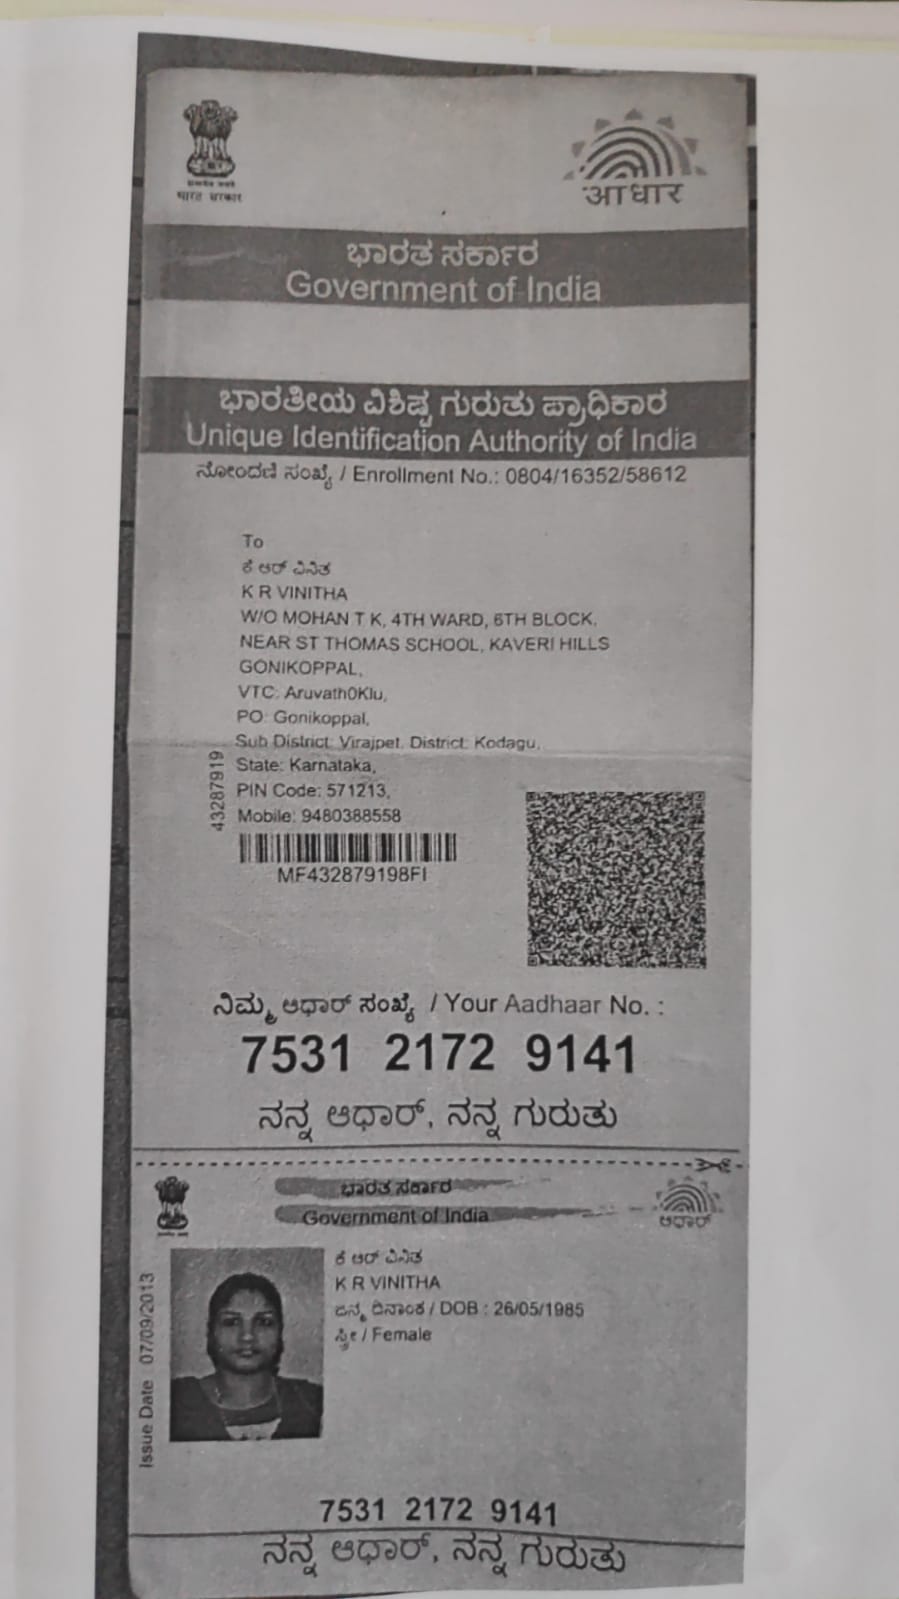 भारत सरकार
आधार
ಭಾರತ ಸರ್ಕಾರ
Government of India
ಭಾರತೀಯ ವಿಶಿಷ್ಟ ಗುರುತು ಪ್ರಾಧಿಕಾರ
Unique Identification Authority of India
ನೋಂದಣಿ ಸಂಖ್ಯೆ / Enrollment No.: 0804/16352/58612
To
ಕೆ ಆರ್ ವಿನಿತ
K R VINITHA
W/O MOHAN T K, 4TH WARD, 6TH BLOCK,
NEAR ST THOMAS SCHOOL, KAVERI HILLS
GONIKOPPAL,
VTC: Aruvath0Klu,
PO: Gonikoppal,
Sub District: Virajpet, District: Kodagu,
State: Karnataka,
PIN Code: 571213,
Mobile: 9480388558
43287919
MF432879198FI
ನಿಮ್ಮ ಆಧಾರ್ ಸಂಖ್ಯೆ / Your Aadhaar No. :
7531 2172 9141
ನನ್ನ ಆಧಾರ್, ನನ್ನ ಗುರುತು
ಭಾರತ ಸರ್ಕಾರ
Government of India
ಆಧಾರ್
ಕೆ ಆರ್ ವಿನಿತ
K R VINITHA
ಜನ್ಮ ದಿನಾಂಕ / DOB : 26/05/1985
ಸ್ತ್ರೀ / Female
Issue Date : 07/09/2013
7531 2172 9141
ನನ್ನ ಆಧಾರ್, ನನ್ನ ಗುರುತು